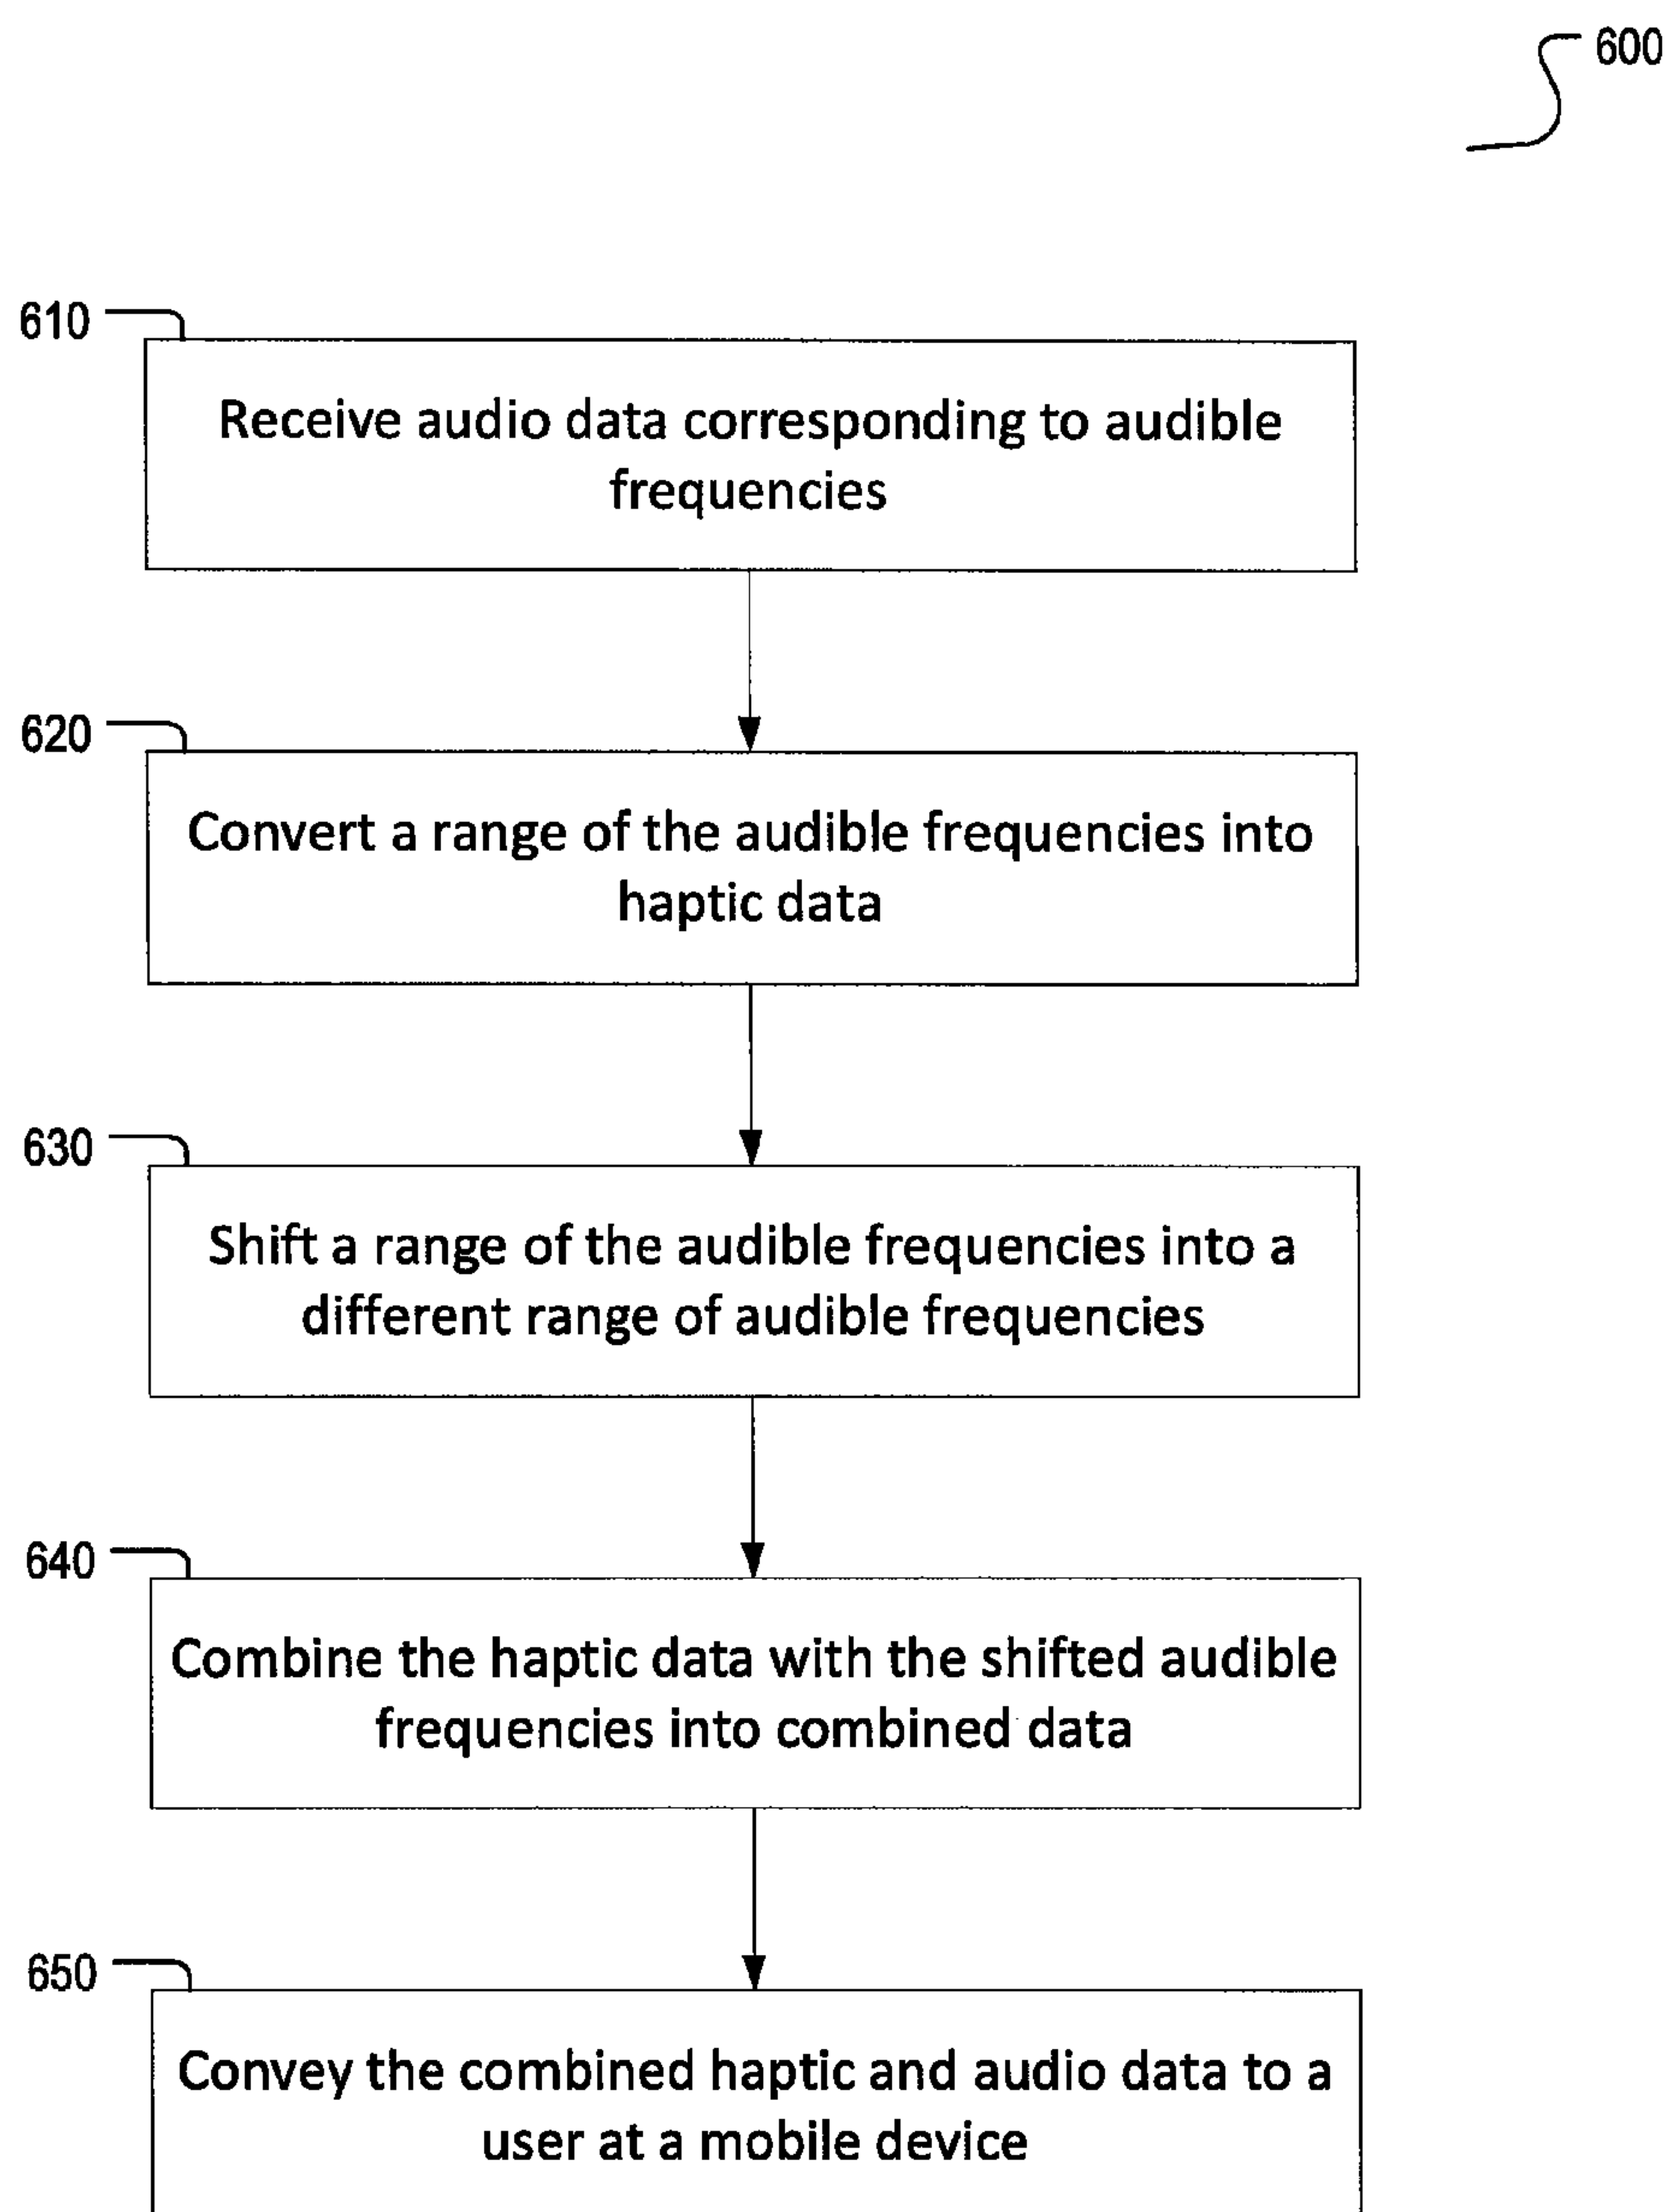 600
610
Receive audio data corresponding to audible
frequencies
620
Convert a range of the audible frequencies into
haptic data
630
Shift a range of the audible frequencies into a
different range of audible frequencies
640
Combine the haptic data with the shifted audible
frequencies into combined data
650
Convey the combined haptic and audio data to a
user at a mobile device